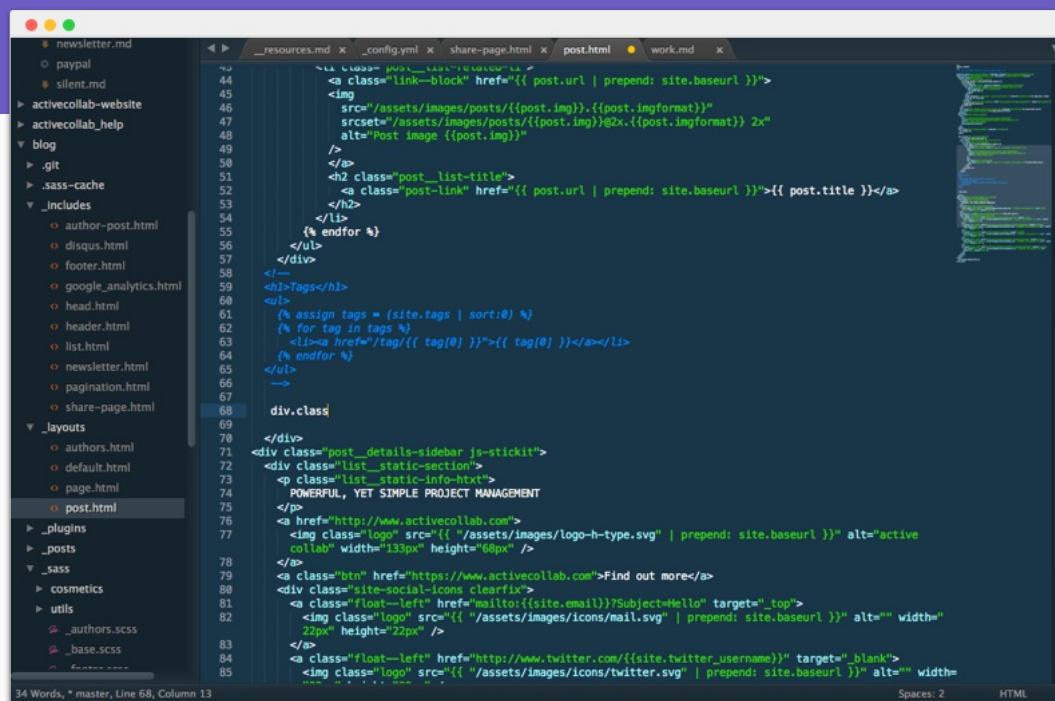 newsletter.md
paypal
silent.md
activecollab-website
activecollab_help
blog
.git
.sass-cache
_includes
author-post.html
disqus.html
footer.html
google_analytics.html
head.html
header.html
list.html
newsletter.html
pagination.html
share-page.html
_layouts
authors.html
default.html
page.html
post.html
_plugins
_posts
_sass
cosmetics
utils
_authors.scss
_base.scss
__resources.md x _config.yml x share-page.html x post.html work.md x
43 <li class="post__list-related-li">
44 <a class="link--block" href="{{ post.url | prepend: site.baseurl }}">
45 <img
46 src="/assets/images/posts/{{post.img}}.{{post.imgformat}}"
47 srcset="/assets/images/posts/{{post.img}}@2x.{{post.imgformat}} 2x"
48 alt="Post image {{post.img}}"
49 />
50 </a>
51 <h2 class="post__list-title">
52 <a class="post-link" href="{{ post.url | prepend: site.baseurl }}">{{ post.title }}</a>
53 </h2>
54 </li>
55 {% endfor %}
56 </ul>
57 </div>
58 <!--
59 <h1>Tags</h1>
60 <ul>
61 {% assign tags = (site.tags | sort:0) %}
62 {% for tag in tags %}
63 <li><a href="/tag/{{ tag[0] }}">{{ tag[0] }}</a></li>
64 {% endfor %}
65 </ul>
66 -->
67
68 div.class
69
70 </div>
71 <div class="post__details-sidebar js-stickit">
72 <div class="list__static-section">
73 <p class="list__static-info-htxt">
74 POWERFUL, YET SIMPLE PROJECT MANAGEMENT
75 </p>
76 <a href="http://www.activecollab.com">
77 <img class="logo" src="{{ "/assets/images/logo-h-type.svg" | prepend: site.baseurl }}" alt="active
collab" width="133px" height="68px" />
78 </a>
79 <a class="btn" href="https://www.activecollab.com">Find out more</a>
80 <div class="site-social-icons clearfix">
81 <a class="float--left" href="mailto:{{site.email}}?Subject=Hello" target="_top">
82 <img class="logo" src="{{ "/assets/images/icons/mail.svg" | prepend: site.baseurl }}" alt="" width="
22px" height="22px" />
83 </a>
84 <a class="float--left" href="http://www.twitter.com/{{site.twitter_username}}" target="_blank">
85 <img class="logo" src="{{ "/assets/images/icons/twitter.svg" | prepend: site.baseurl }}" alt="" width=
34 Words, * master, Line 68, Column 13 Spaces: 2 HTML